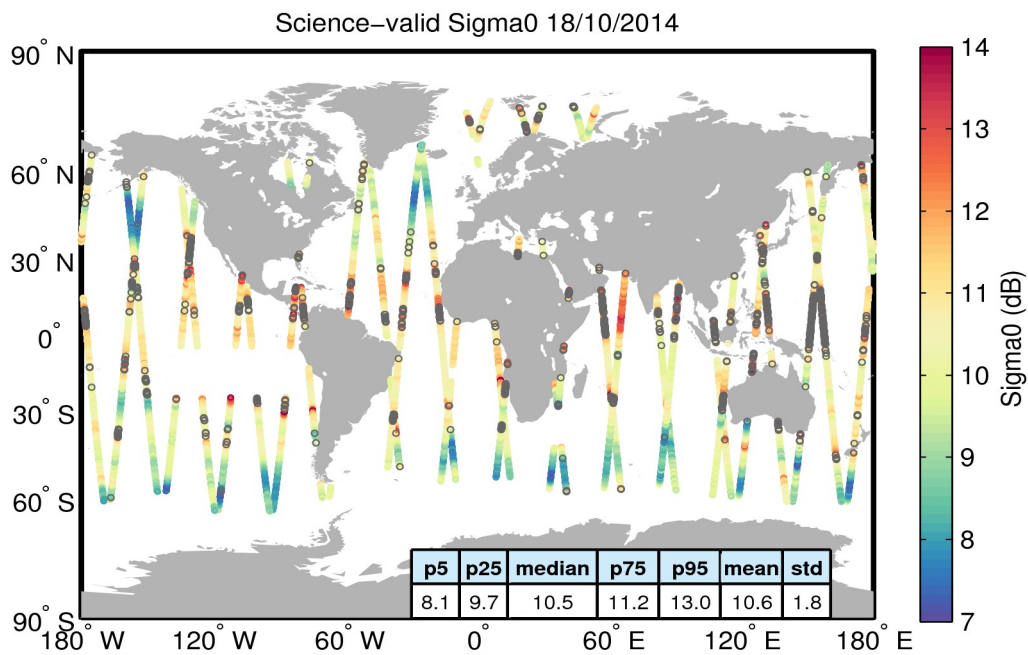 Science−valid Sigma0 18/10/2014
90° N
60° N
30° N
0°
30° S
60° S
90° S
180° W
120° W
60° W
0°
60° E
120° E
180° E
p5 p25 median p75 p95 mean std
8.1 9.7 10.5 11.2 13.0 10.6 1.8
14
13
12
11
10
9
8
7
Sigma0 (dB)